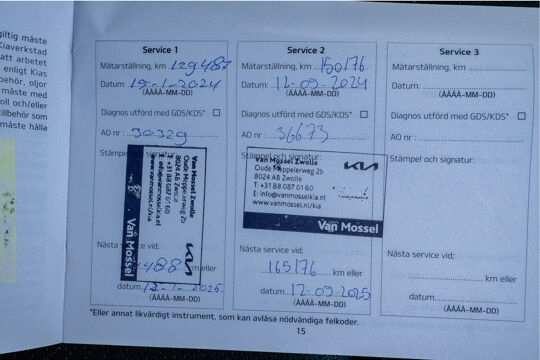 giltig måste
Kiaverkstad
att arbetet
enligt Kias
behör, oljor
måste med
oll och/eller
tillbehör som
måste hålla
Service 1
Mätarställning, km 129487
Datum: 19-1-2024
(ÅÅÅÅ-MM-DD)
Diagnos utförd med GDS/KDS*
AO nr : 30329
Stämpel och signatur:
Van Mossel Zwolle
Oude Meppelerweg 2b
8024 AB Zwolle
T: +31 88 087 01 60
E: info@vanmosselkia.nl
www.vanmossel.nl/kia
KIA
Van Mossel
Nästa service vid;
km eller
datum
(ÅÅÅÅ-MM-DD)
Service 2
Mätarställning, km 150176
Datum: 12-09-2024
(ÅÅÅÅ-MM-DD)
Diagnos utförd med GDS/KDS*
AO nr : 36673
Stämpel och signatur:
Van Mossel Zwolle
Oude Meppelerweg 2b
8024 AB Zwolle
T: +31 88 087 01 60
E: info@vanmosselkia.nl
www.vanmossel.nl/kia
KIA
Van Mossel
Nästa service vid;
165176 km eller
datum 12-09-2025
(ÅÅÅÅ-MM-DD)
Service 3
Mätarställning, km
Datum:
(ÅÅÅÅ-MM-DD)
Diagnos utförd med GDS/KDS*
AO nr :
Stämpel och signatur:
Nästa service vid;
km eller
datum
(ÅÅÅÅ-MM-DD)
*Eller annat likvärdigt instrument, som kan avläsa nödvändiga felkoder.
15